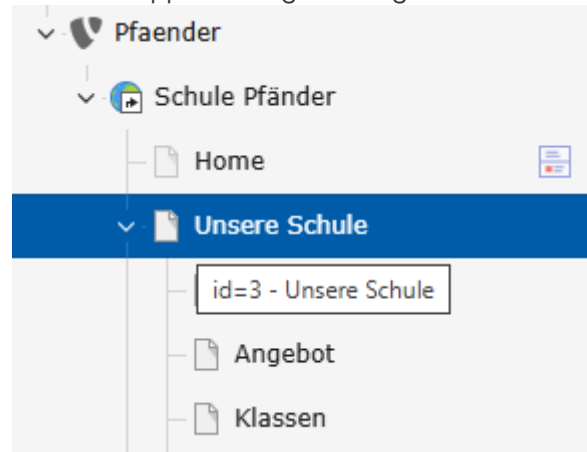 Pfaender
Schule Pfänder
Home
Unsere Schule
id=3 - Unsere Schule
Angebot
Klassen